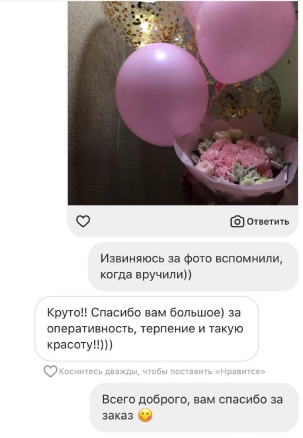 Ответить
Извиняюсь за фото вспомнили,
когда вручили))
Круто!! Спасибо вам большое) за
оперативность, терпение и такую
красоту!!)))
Коснитесь дважды, чтобы поставить «Нравится»
Всего доброго, вам спасибо за
заказ